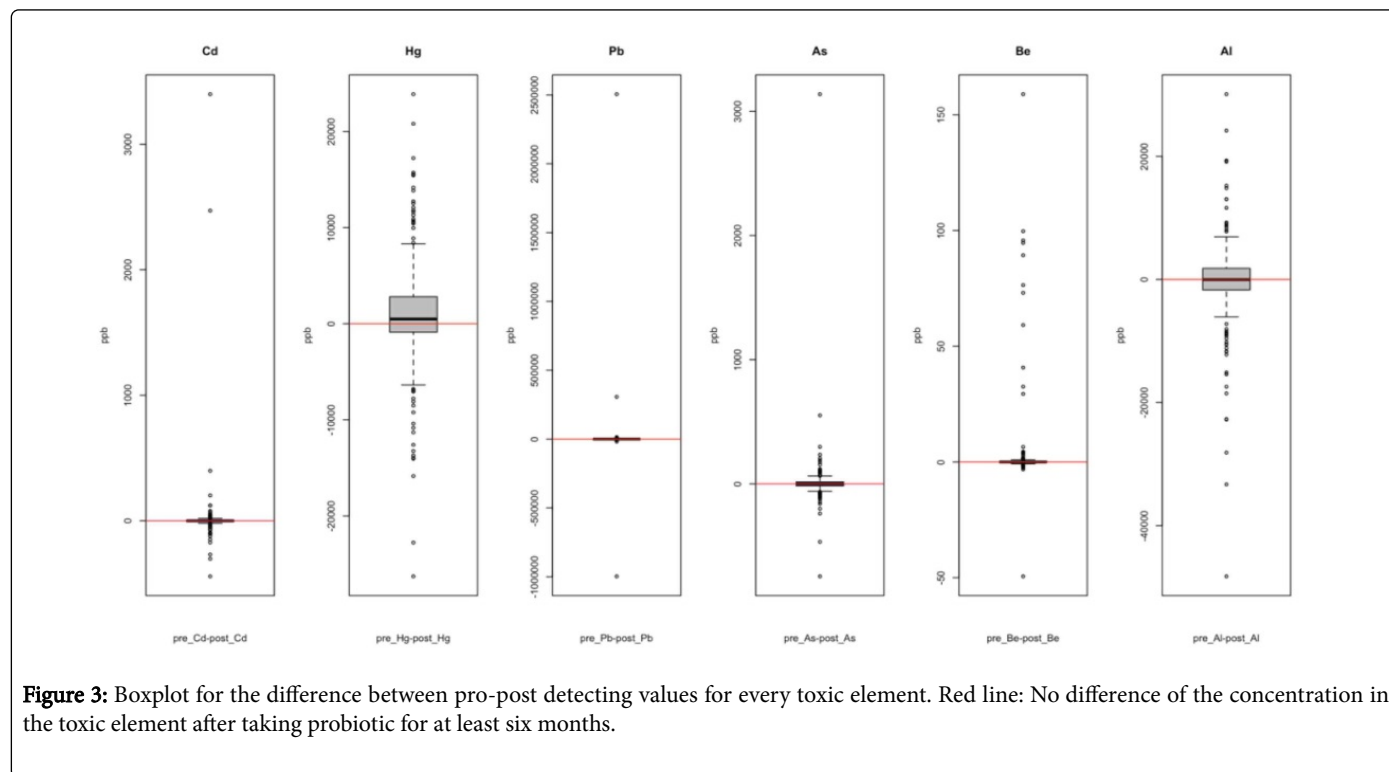 Cd
Hg
Pb
As
Be
Al
ppb
0
1000
2000
3000
pre_Cd-post_Cd
ppb
-20000
-10000
0
10000
20000
pre_Hg-post_Hg
ppb
-1000000
-500000
0
500000
1000000
1500000
2000000
2500000
pre_Pb-post_Pb
ppb
0
1000
2000
3000
pre_As-post_As
ppb
-50
0
50
100
150
pre_Be-post_Be
ppb
-40000
-20000
0
20000
pre_Al-post_Al
Figure 3: Boxplot for the difference between pro-post detecting values for every toxic element. Red line: No difference of the concentration in
the toxic element after taking probiotic for at least six months.